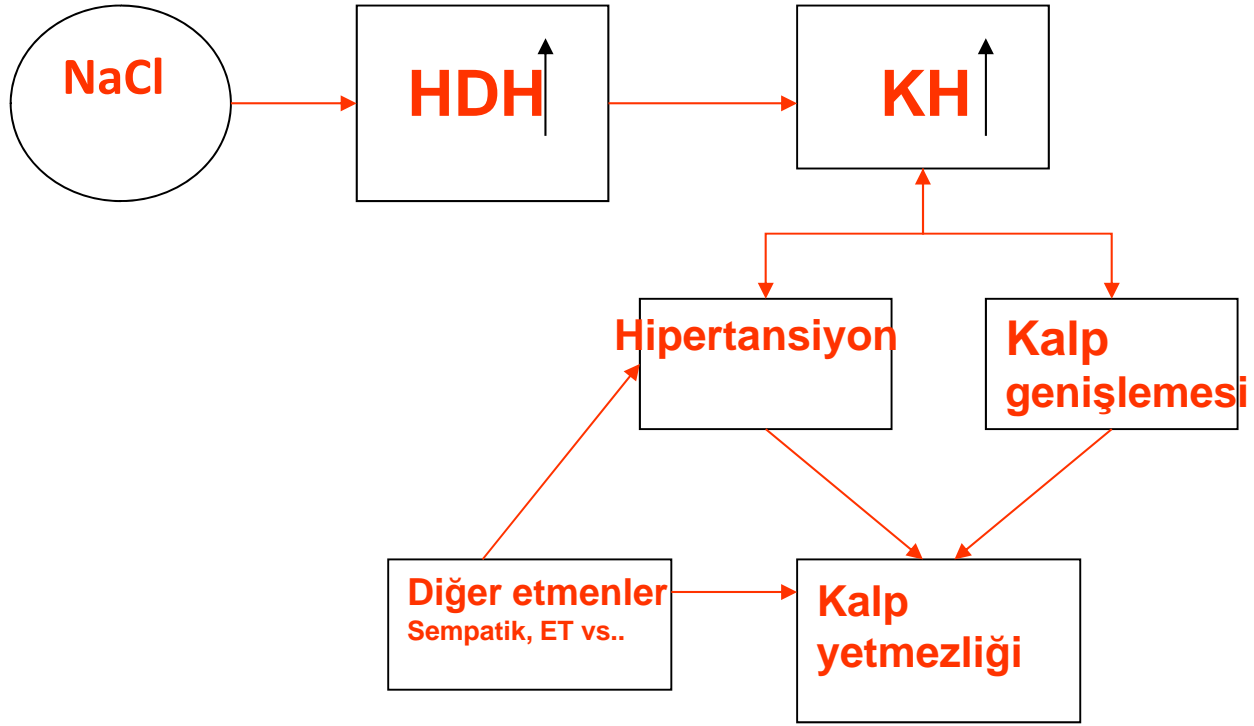 NaCl
HDH
KH
Hipertansiyon
Kalp
genişlemesi
Diğer etmenler
Sempatik, ET vs..
Kalp
yetmezliği